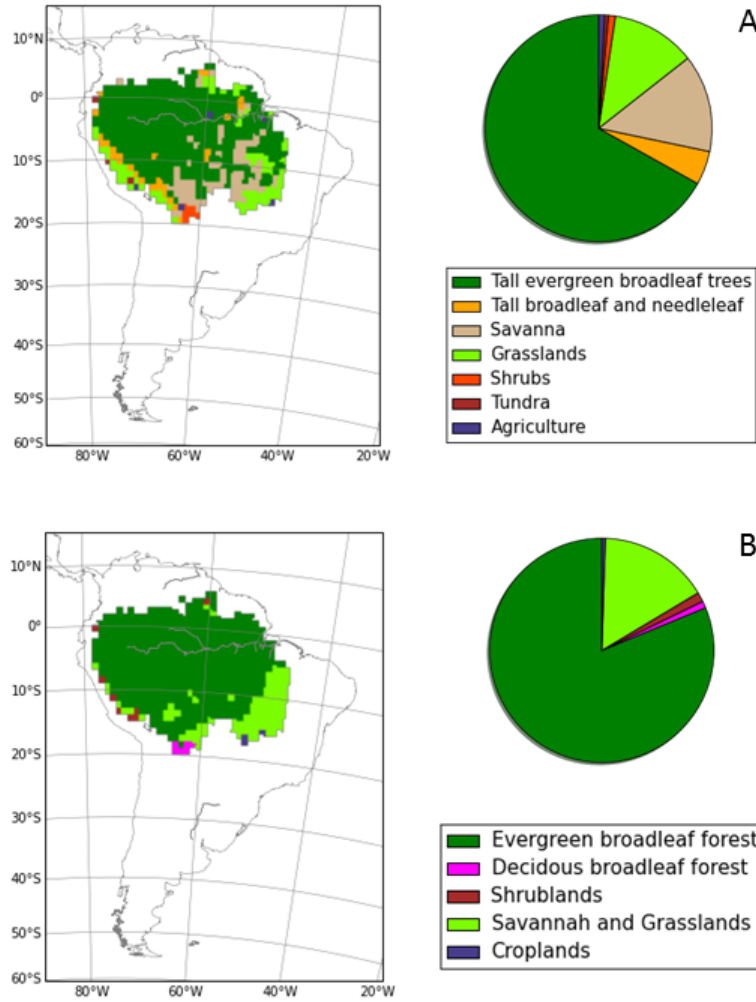 A
10°N
0°
10°S
20°S
30°S
40°S
50°S
60°S
80°W
60°W
40°W
20°W
Tall evergreen broadleaf trees
Tall broadleaf and needleleaf
Savanna
Grasslands
Shrubs
Tundra
Agriculture
B
10°N
0°
10°S
20°S
30°S
40°S
50°S
60°S
80°W
60°W
40°W
20°W
Evergreen broadleaf forest
Decidous broadleaf forest
Shrublands
Savannah and Grasslands
Croplands